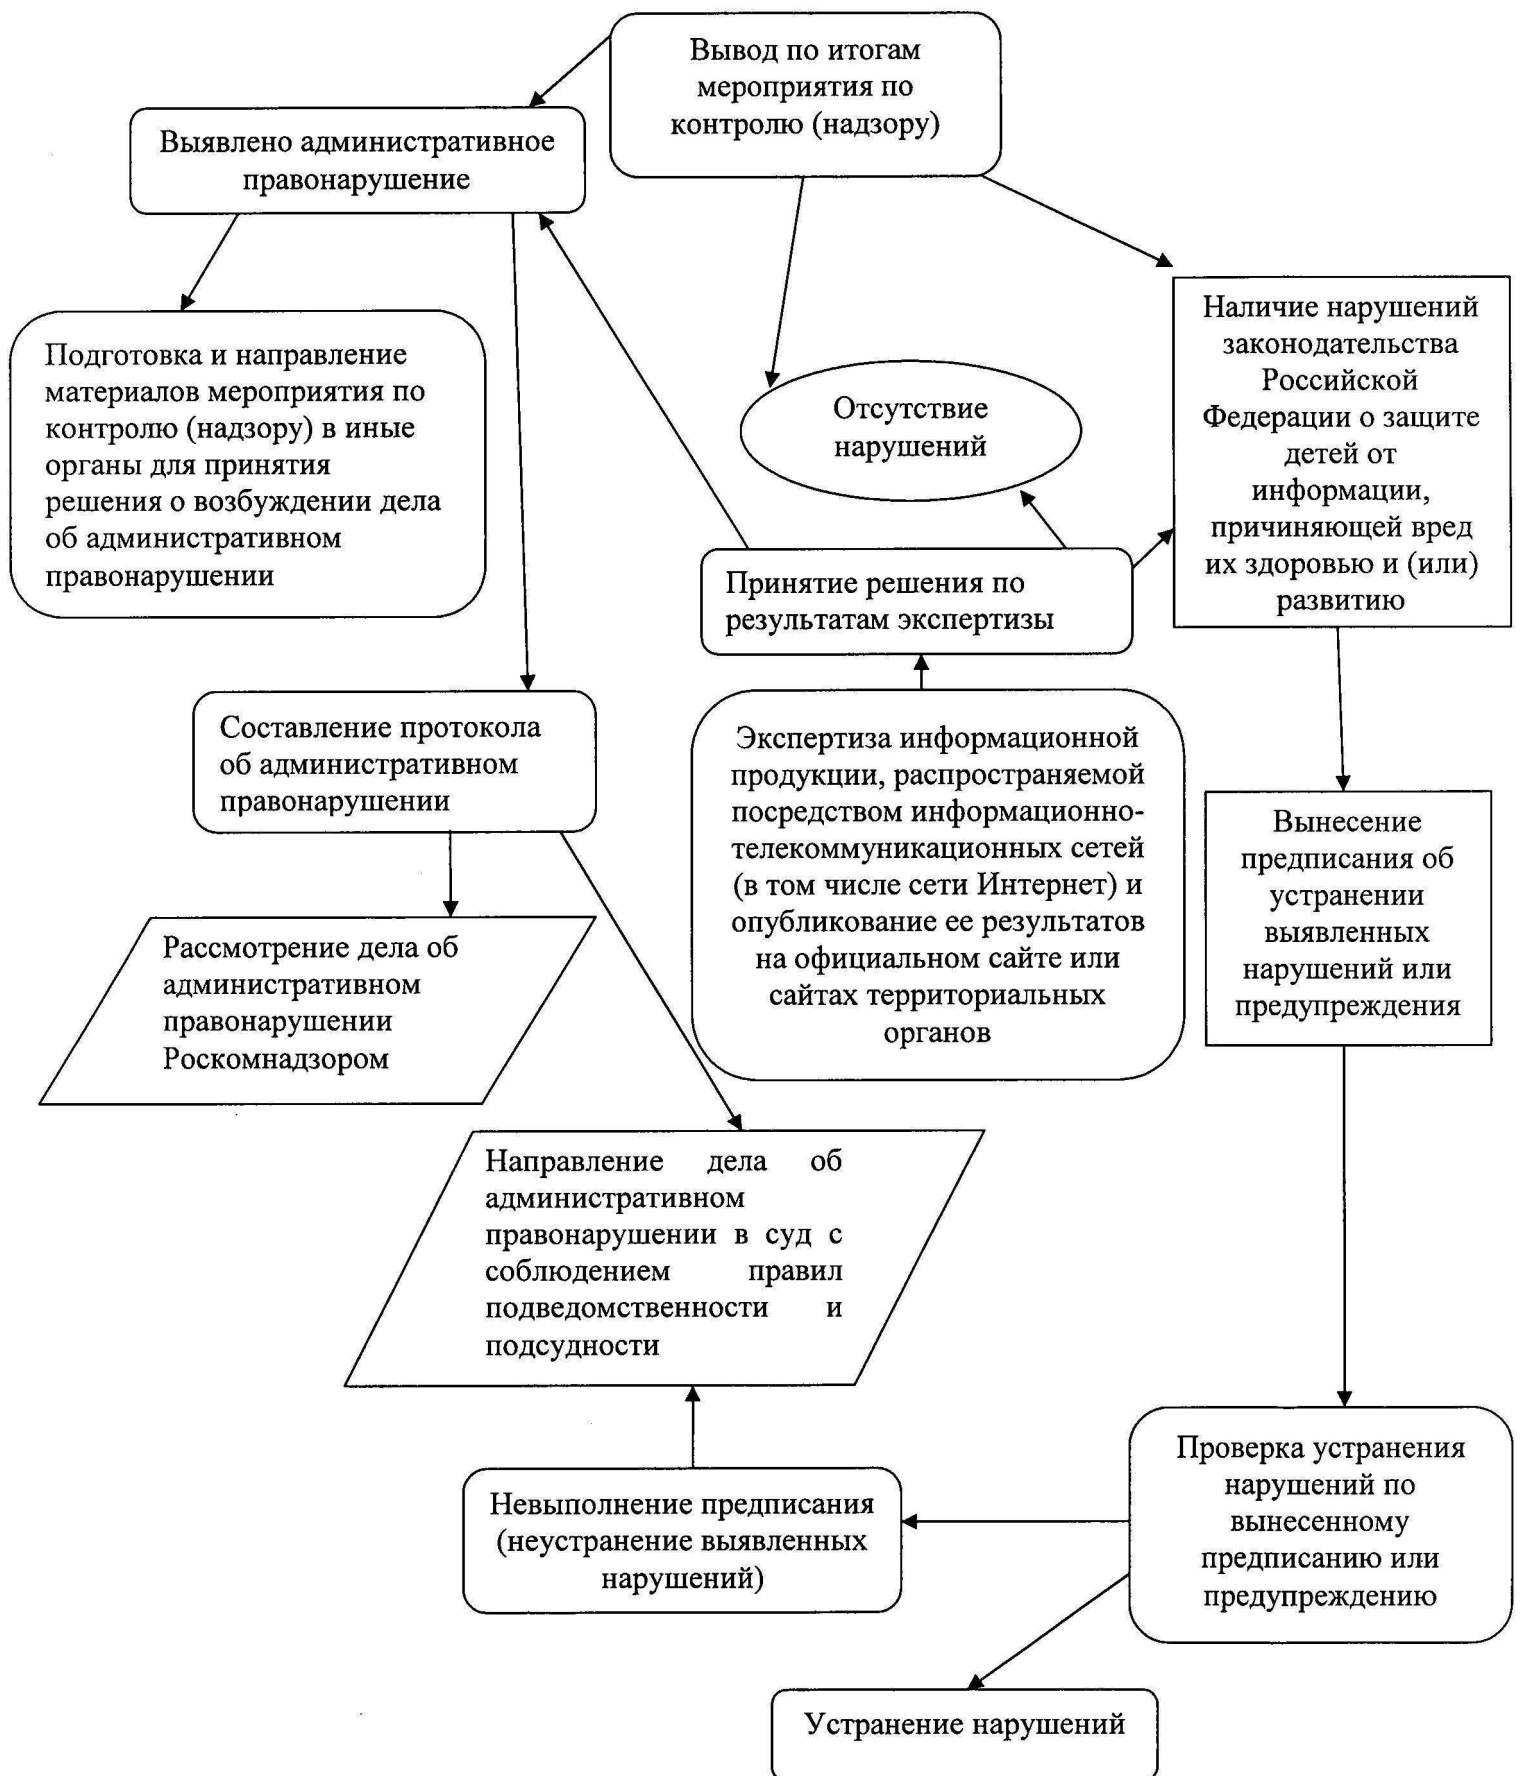 Вывод по итогам
мероприятия по
контролю (надзору)
Выявлено административное
правонарушение
Подготовка и направление
материалов мероприятия по
контролю (надзору) в иные
органы для принятия
решения о возбуждении дела
об административном
правонарушении
Отсутствие
нарушений
Наличие нарушений
законодательства
Российской
Федерации о защите
детей от
информации,
причиняющей вред
их здоровью и (или)
развитию
Принятие решения по
результатам экспертизы
Составление протокола
об административном
правонарушении
Экспертиза информационной
продукции, распространяемой
посредством информационно-
телекоммуникационных сетей
(в том числе сети Интернет) и
опубликование ее результатов
на официальном сайте или
сайтах территориальных
органов
Вынесение
предписания об
устранении
выявленных
нарушений или
предупреждения
Рассмотрение дела об
административном
правонарушении
Роскомнадзором
Направление дела об
административном
правонарушении в суд с
соблюдением правил
подведомственности и
подсудности
Проверка устранения
нарушений по
вынесенному
предписанию или
предупреждению
Невыполнение предписания
(неустранение выявленных
нарушений)
Устранение нарушений